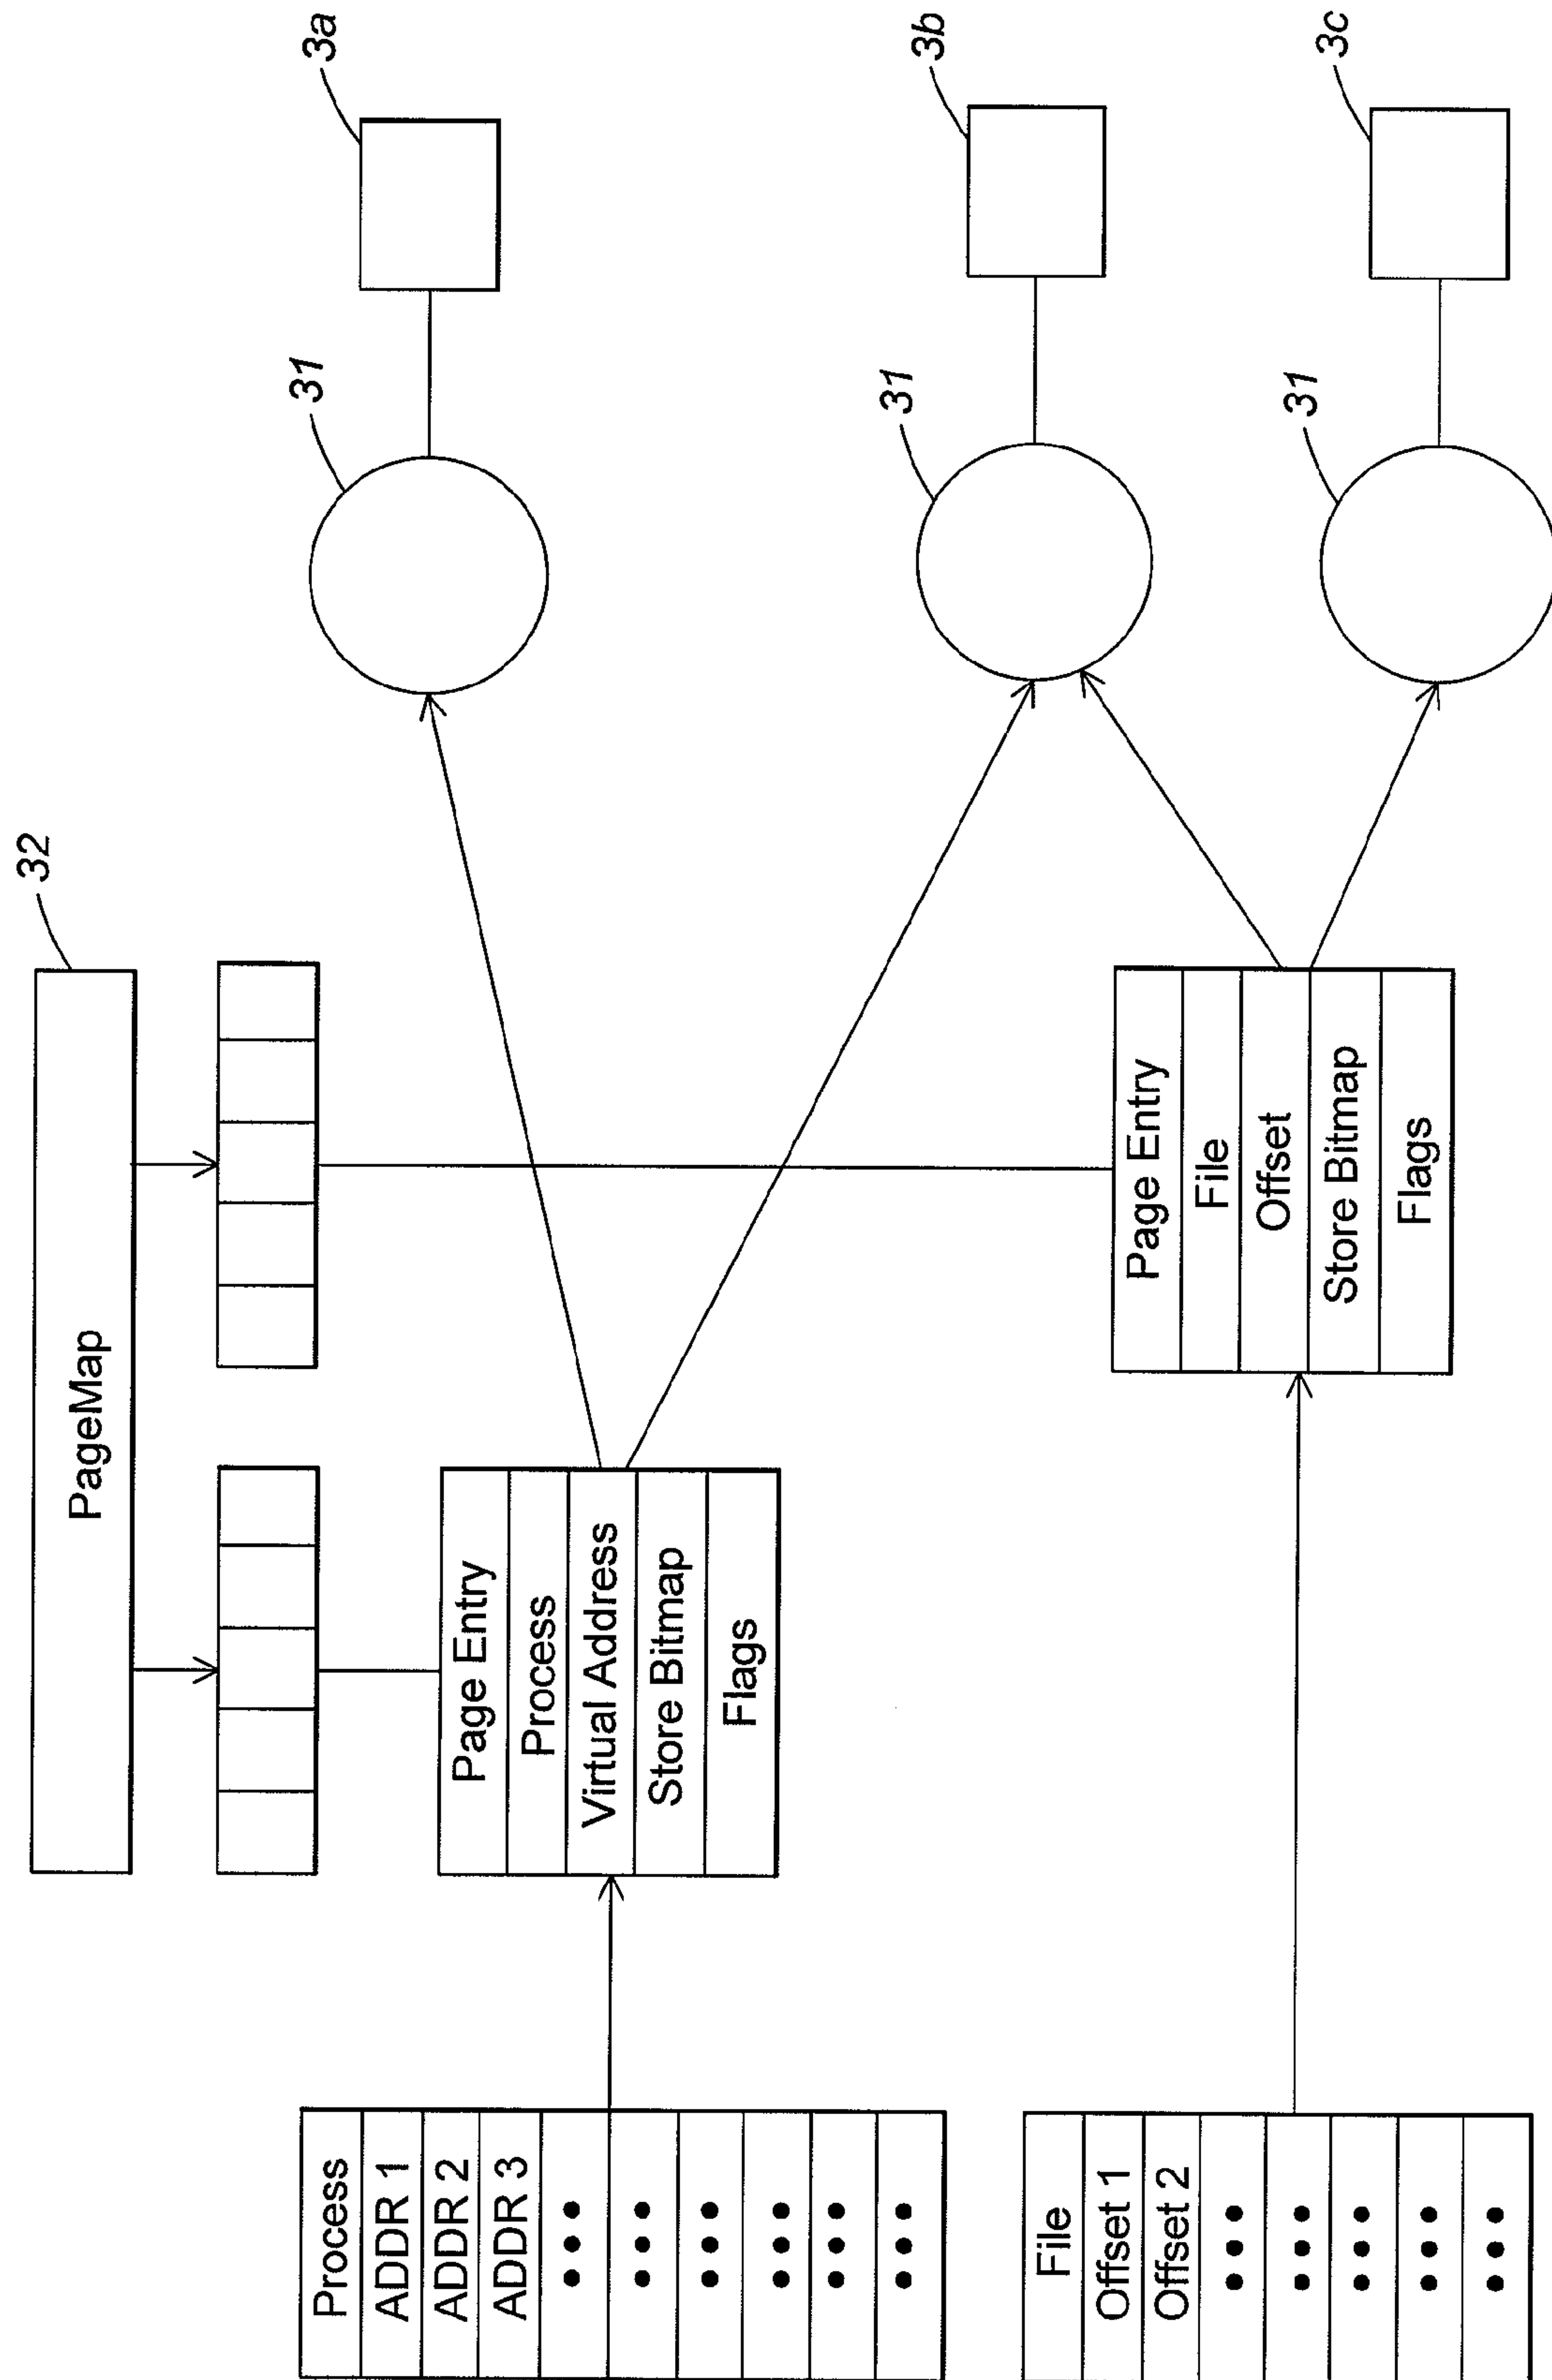 32
PageMap
3a
31
Process
ADDR 1
ADDR 2
ADDR 3
•••
•••
•••
•••
•••
•••
Page Entry
Process
Virtual Address
Store Bitmap
Flags
3b
31
File
Offset 1
Offset 2
•••
•••
•••
•••
•••
Page Entry
File
Offset
Store Bitmap
Flags
3c
31